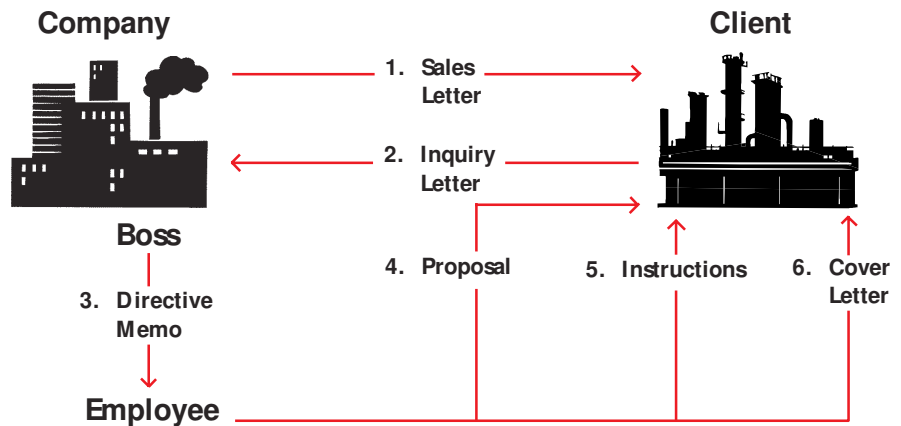 Company
Client
1. Sales
Letter
2. Inquiry
Letter
Boss
4. Proposal
5. Instructions
6. Cover
Letter
3. Directive
Memo
Employee